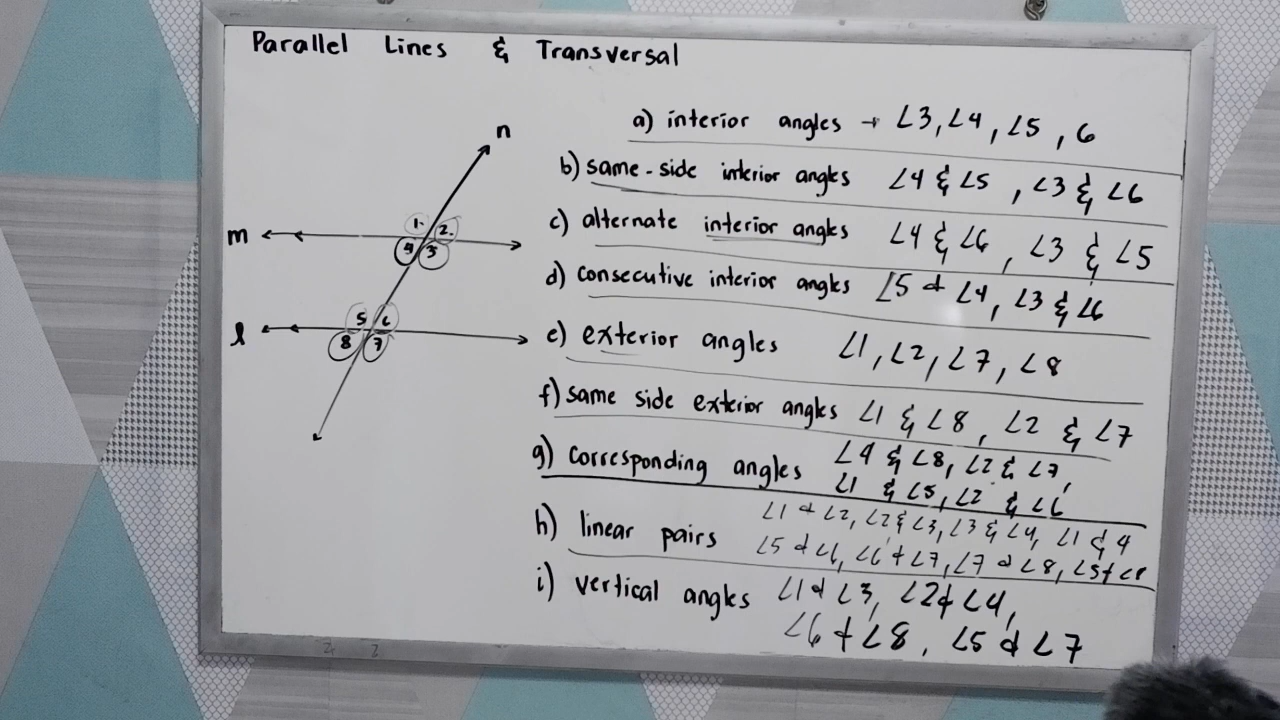 Parallel Lines & Transversal
n
m
1. 2.
4 3
l
5 6
8 7
a) interior angles → ∠3, ∠4, ∠5, 6
b) same-side interior angles ∠4 & ∠5, ∠3 & ∠6
c) alternate interior angles ∠4 & ∠6, ∠3 & ∠5
d) consecutive interior angles ∠5 & ∠4, ∠3 & ∠6
e) exterior angles ∠1, ∠2, ∠7, ∠8
f) same side exterior angles ∠1 & ∠8, ∠2 & ∠7
g) corresponding angles ∠4 & ∠8, ∠2 & ∠7,
∠1 & ∠5, ∠2 & ∠6
h) linear pairs ∠1 & ∠2, ∠2 & ∠3, ∠3 & ∠4, ∠1 & 4
∠5 & ∠6, ∠6 & ∠7, ∠7 & ∠8, ∠5 & ∠8
i) vertical angles ∠1 & ∠3, ∠2 & ∠4,
∠6 & ∠8, ∠5 & ∠7